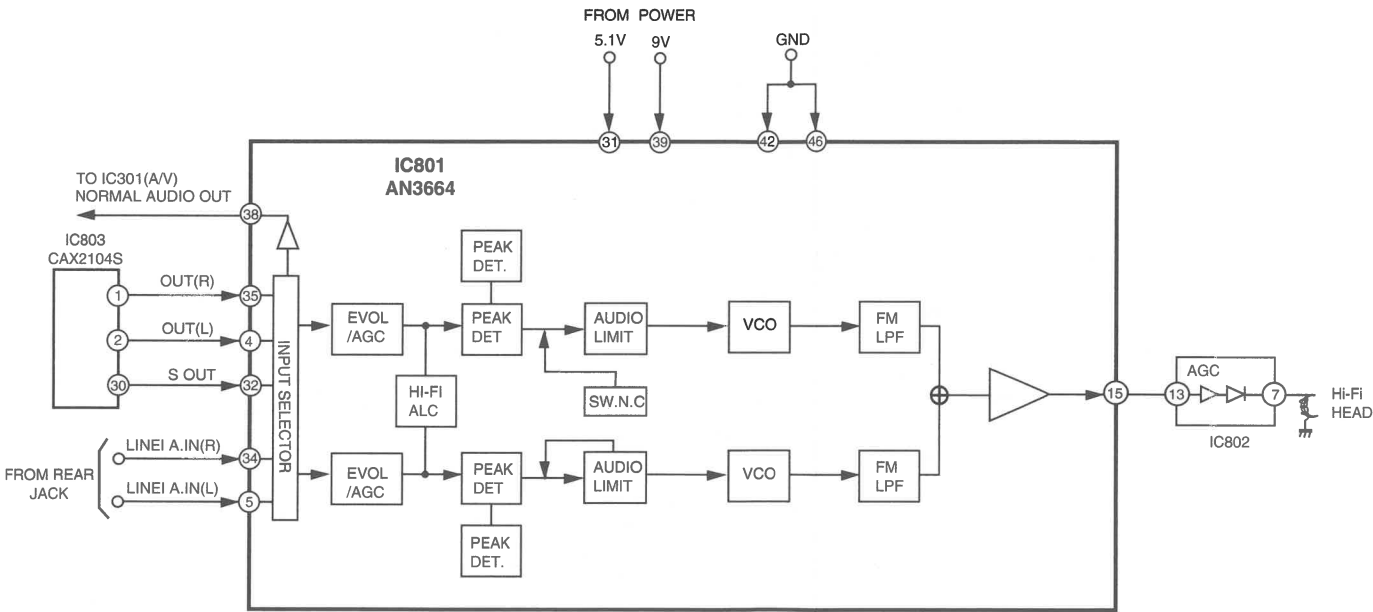 FROM POWER
5.1V
9V
GND
31
39
42
46
IC801
AN3664
TO IC301(A/V)
NORMAL AUDIO OUT
38
IC803
CAX2104S
1
OUT(R)
35
2
OUT(L)
4
30
S OUT
32
INPUT SELECTOR
FROM REAR
JACK
LINEI A.IN(R)
34
LINEI A.IN(L)
5
PEAK
DET.
EVOL
/AGC
PEAK
DET
AUDIO
LIMIT
VCO
FM
LPF
HI-FI
ALC
SW.N.C
EVOL
/AGC
PEAK
DET
AUDIO
LIMIT
VCO
FM
LPF
PEAK
DET.
15
AGC
13
7
IC802
Hi-Fi
HEAD